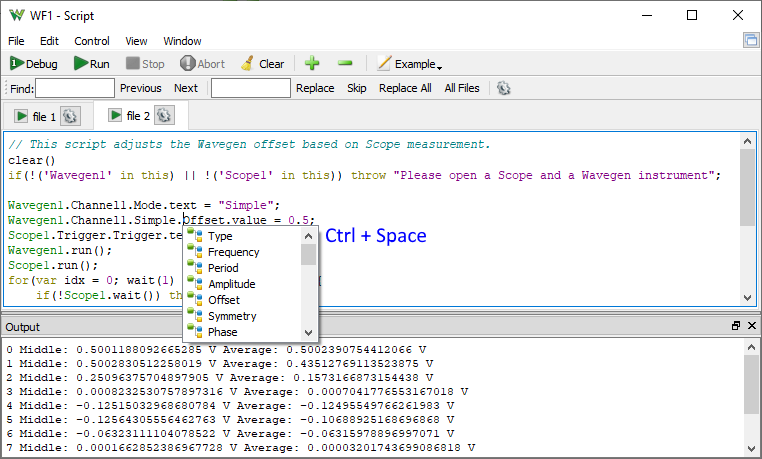 WF1 - Script
File Edit Control View Window
Debug Run Stop Abort Clear Example
Find: Previous Next Replace Skip Replace All All Files
file 1 file 2
// This script adjusts the Wavegen offset based on Scope measurement.
clear()
if(!('Wavegen1' in this) || !('Scope1' in this)) throw "Please open a Scope and a Wavegen instrument";
Wavegen1.Channel1.Mode.text = "Simple";
Wavegen1.Channel1.Simple.Offset.value = 0.5;
Scope1.Trigger.Trigger.te
Wavegen1.run();
Scope1.run();
for(var idx = 0; wait(1) {
if(!Scope1.wait()) th
Type
Frequency
Period
Amplitude
Offset
Symmetry
Phase
Ctrl + Space
Output
0 Middle: 0.5001188092665285 V Average: 0.5002390754412066 V
1 Middle: 0.5002830512258019 V Average: 0.43512769113523875 V
2 Middle: 0.25096375704897905 V Average: 0.1573166873154438 V
3 Middle: 0.0008232530757897316 V Average: 0.0007041776553167018 V
4 Middle: -0.12515032968680784 V Average: -0.12495549766261983 V
5 Middle: -0.12564305556462763 V Average: -0.10688925168696868 V
6 Middle: -0.06323111104078522 V Average: -0.06315978896997071 V
7 Middle: 0.0001662852386967728 V Average: 0.00003201743699086818 V